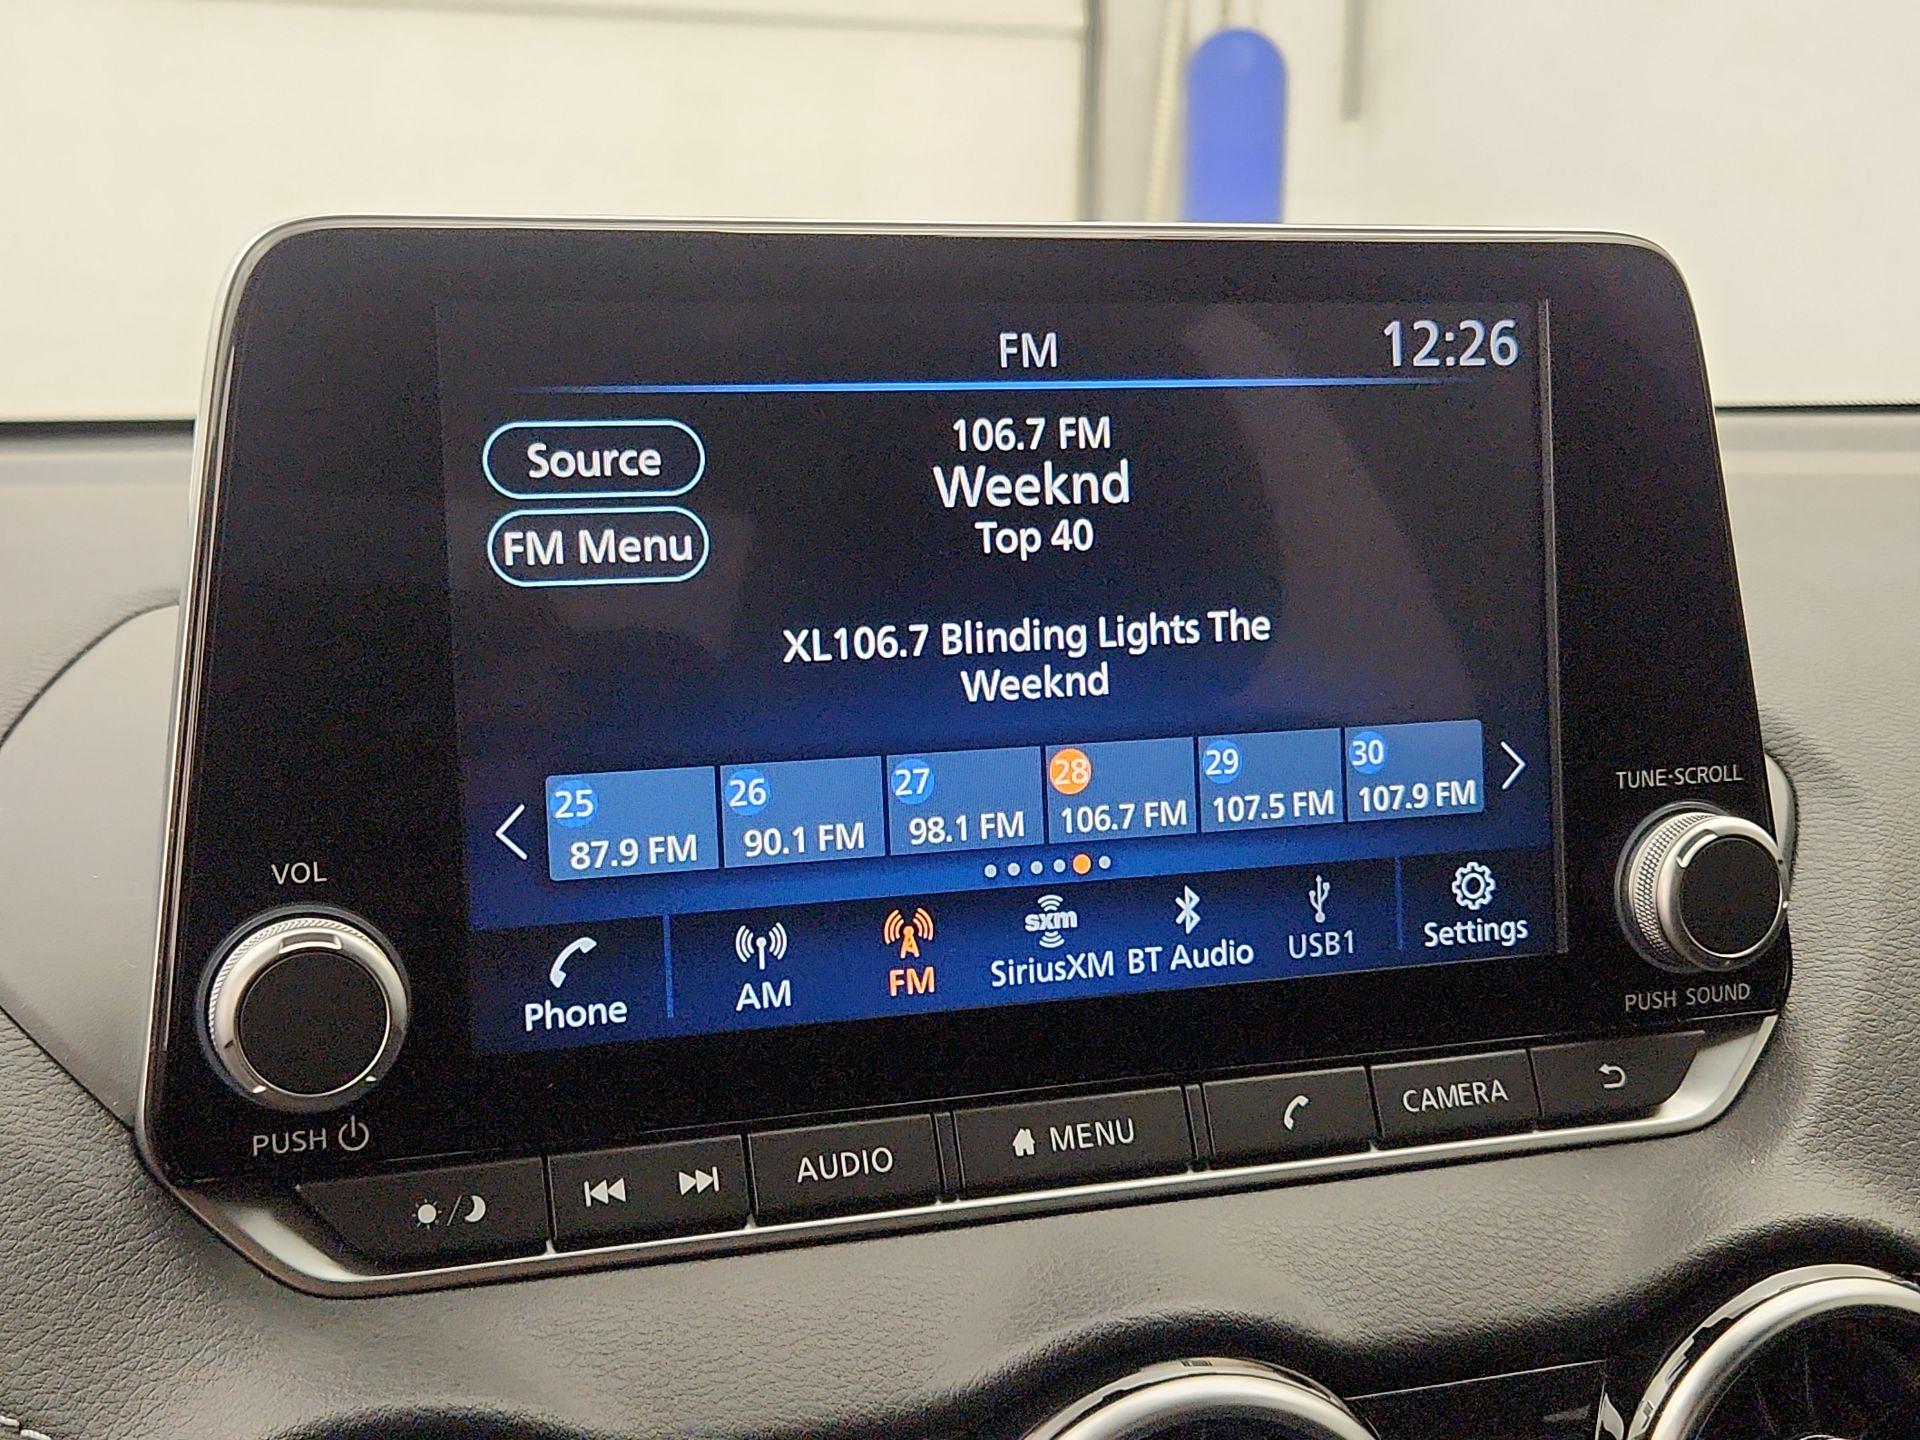 FM
12:26
Source
FM Menu
106.7 FM
Weeknd
Top 40
XL106.7 Blinding Lights The
Weeknd
25
87.9 FM
26
90.1 FM
27
98.1 FM
28
106.7 FM
29
107.5 FM
30
107.9 FM
Phone
AM
FM
sxm
SiriusXM
BT Audio
USB1
Settings
VOL
PUSH
TUNE·SCROLL
PUSH SOUND
AUDIO
MENU
CAMERA